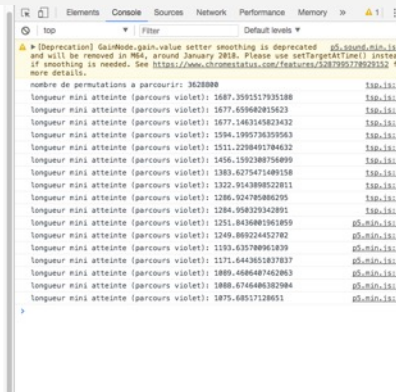 Elements Console Sources Network Performance Memory » 1
top Filter Default levels ▼
[Deprecation] GainNode.gain.value setter smoothing is deprecated p5.sound.min.js
and will be removed in M64, around January 2018. Please use setTargetAtTime() instea
if smoothing is needed. See https://www.chromestatus.com/features/5287995770929152 f
more details.
nombre de permutations a parcourir: 3628800 tsp.js:
longueur mini atteinte (parcours violet): 1687.3591517935188 tsp.js:
longueur mini atteinte (parcours violet): 1677.659602015623 tsp.js:
longueur mini atteinte (parcours violet): 1677.1463145823432 tsp.js:
longueur mini atteinte (parcours violet): 1594.1995736359563 tsp.js:
longueur mini atteinte (parcours violet): 1511.2298491704632 tsp.js:
longueur mini atteinte (parcours violet): 1456.1592308756099 tsp.js:
longueur mini atteinte (parcours violet): 1383.6275471409150 tsp.js:
longueur mini atteinte (parcours violet): 1322.9143898522011 tsp.js:
longueur mini atteinte (parcours violet): 1286.924705086295 tsp.js:
longueur mini atteinte (parcours violet): 1284.950329342891 tsp.js:
longueur mini atteinte (parcours violet): 1251.8436001961059 p5.min.js:
longueur mini atteinte (parcours violet): 1249.869224452702 p5.min.js:
longueur mini atteinte (parcours violet): 1193.635700961039 p5.min.js:
longueur mini atteinte (parcours violet): 1171.6443651037837 p5.min.js:
longueur mini atteinte (parcours violet): 1089.4606407462063 p5.min.js:
longueur mini atteinte (parcours violet): 1088.6746406382904 p5.min.js:
longueur mini atteinte (parcours violet): 1075.68517128651 p5.min.js: